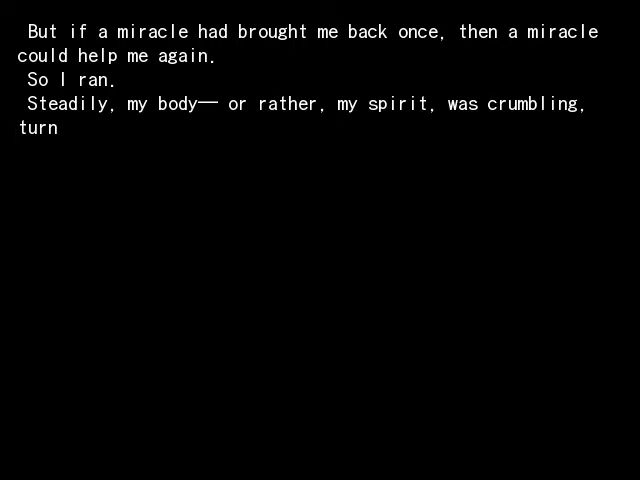 But if a miracle had brought me back once, then a miracle
could help me again.
So I ran.
Steadily, my body── or rather, my spirit, was crumbling,
turn